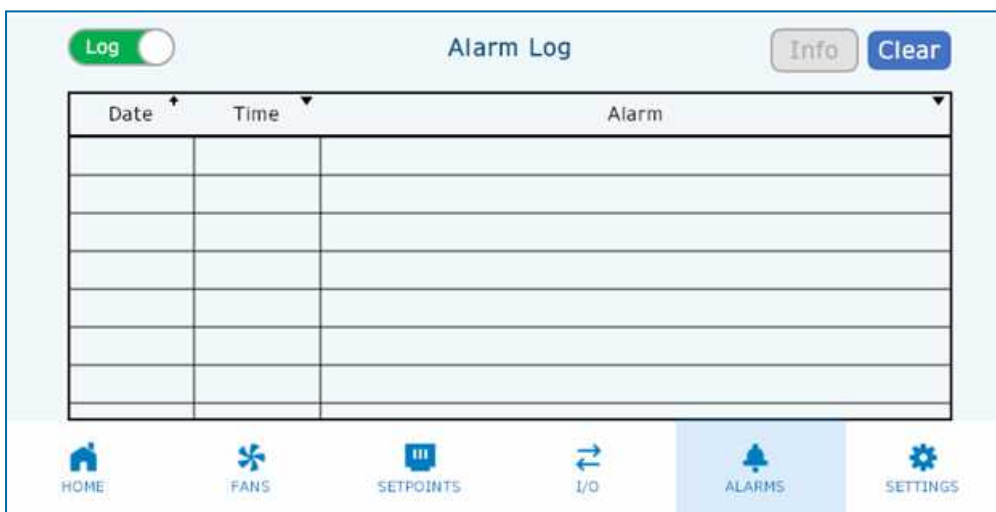 Log Alarm Log Info Clear
Date Time Alarm
HOME FANS SETPOINTS I/O ALARMS SETTINGS